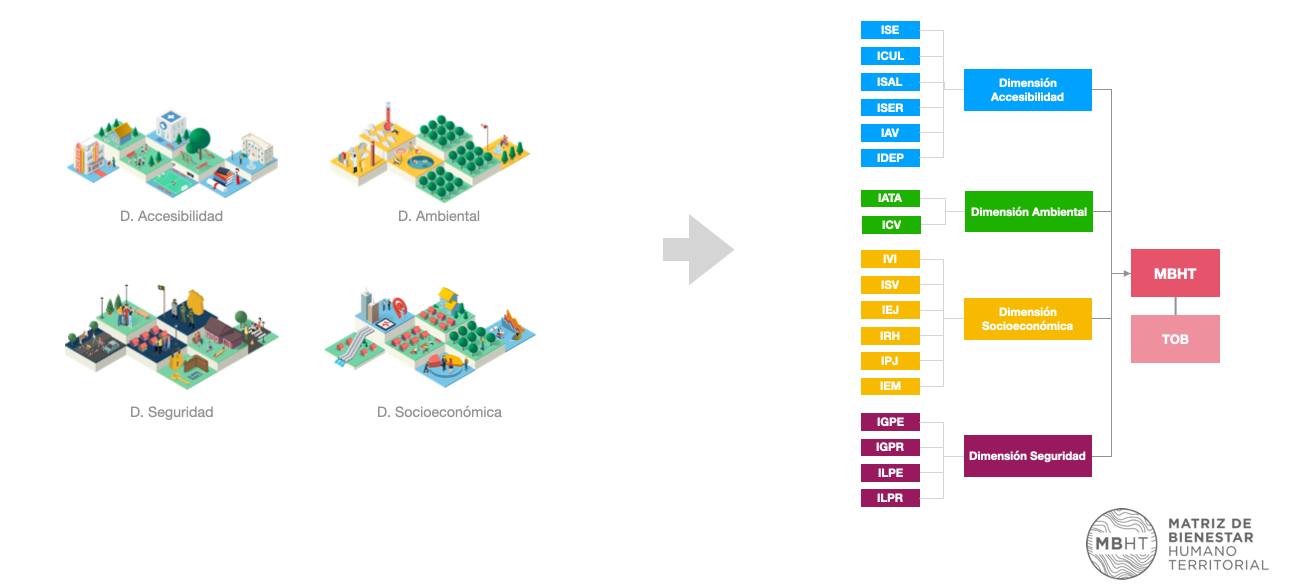 D. Accesibilidad
D. Ambiental
D. Seguridad
D. Socioeconómica
ISE
ICUL
ISAL
ISER
IAV
IDEP
Dimensión
Accesibilidad
IATA
ICV
Dimensión Ambiental
IVI
ISV
IEJ
IRH
IPJ
IEM
Dimensión
Socioeconómica
IGPE
IGPR
ILPE
ILPR
Dimensión Seguridad
MBHT
TOB
MBHT
MATRIZ DE
BIENESTAR
HUMANO
TERRITORIAL